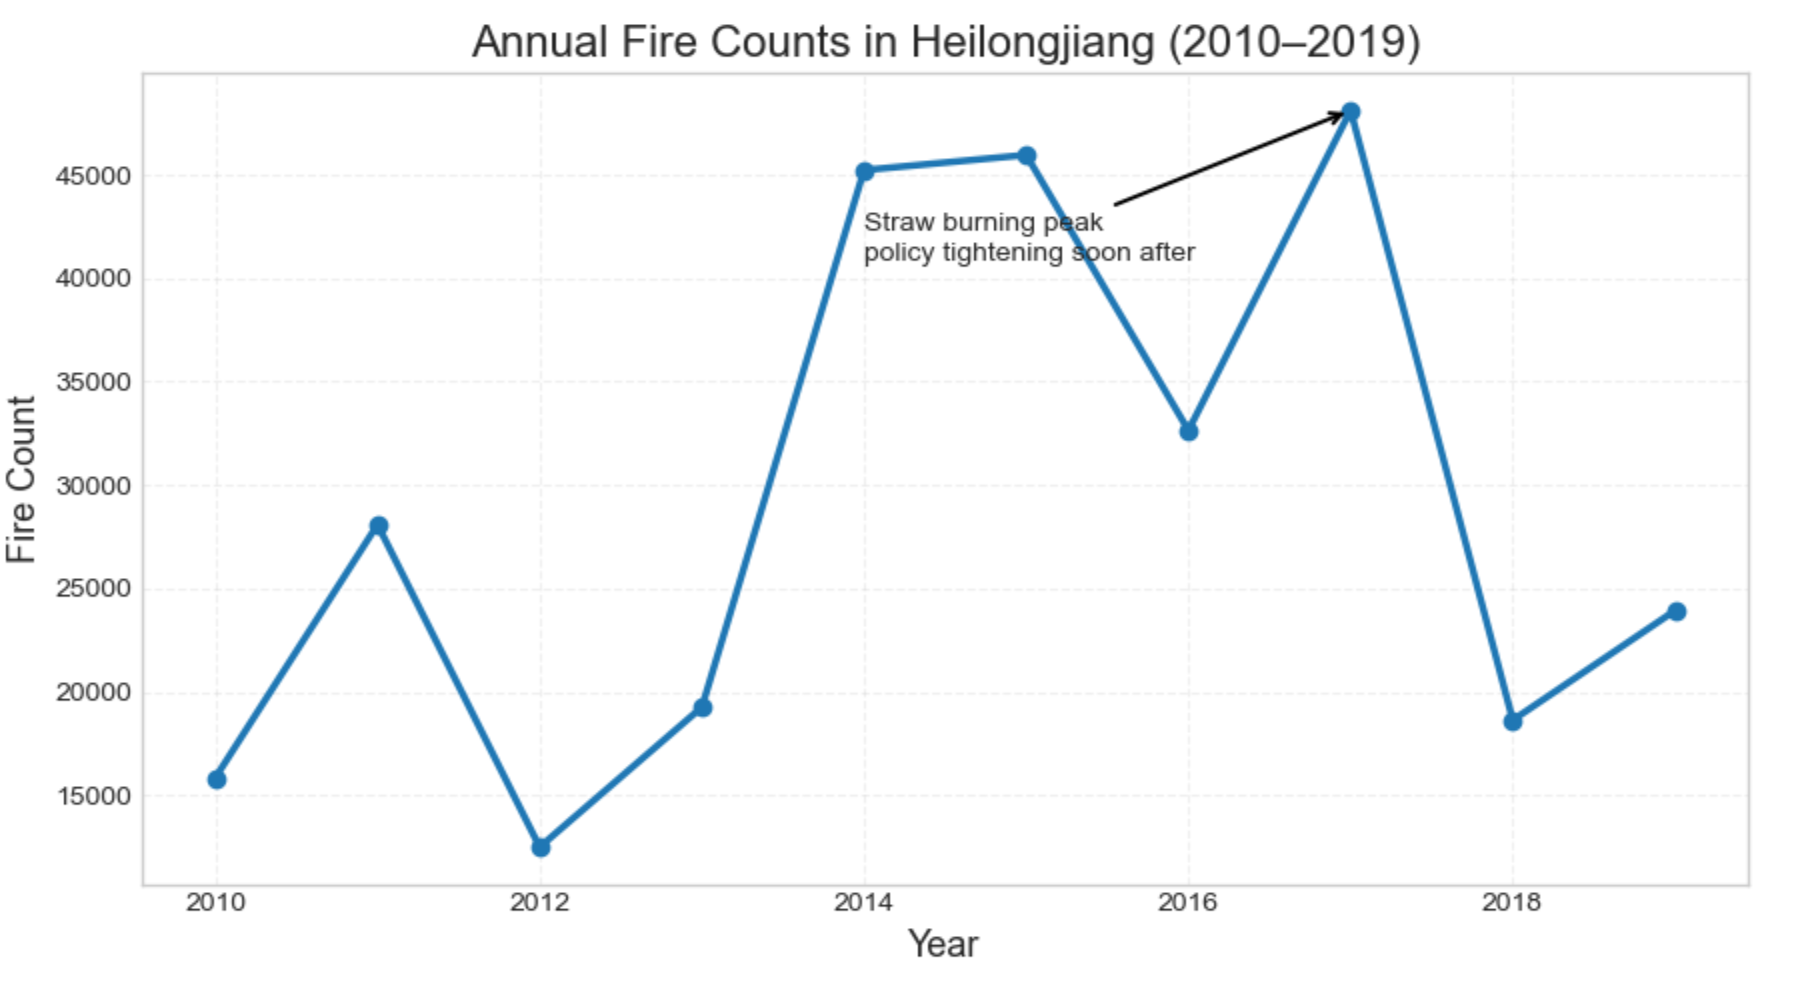 Annual Fire Counts in Heilongjiang (2010–2019)
45000
40000
35000
30000
25000
20000
15000
Fire Count
Straw burning peak
policy tightening soon after
2010 2012 2014 2016 2018
Year